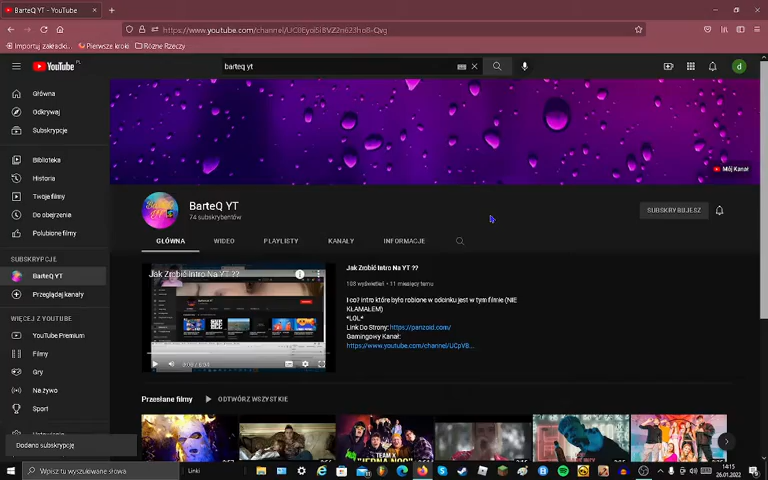 BarteQ YT - YouTube
https://www.youtube.com/channel/
Importuj zakładki...
Pierwsze kroki
Różne Rzeczy
YouTube PL
barteq yt
d
Główna
Odkrywaj
Subskrypcje
Biblioteka
Historia
Twoje filmy
Do obejrzenia
Polubione filmy
SUBSKRYPCJE
BarteQ YT
Przeglądaj kanały
WIĘCEJ Z YOUTUBE
YouTube Premium
Filmy
Gry
Na żywo
Sport
Dodano subskrypcję
Mój Kanał
BarteQ YT
74 subskrybentów
SUBSKRYBUJESZ
GŁÓWNA
WIDEO
PLAYLISTY
KANAŁY
INFORMACJE
Jak Zrobić Intro Na YT ??
Jak Zrobić Intro Na YT ??
11 miesięcy temu
I co? Intro które było robione w odcinku jest w tym filmie (NIE
KŁAMAŁEM)
*LOL*
Link Do Strony: https://panzoid.com/
Gamingowy Kanał:
https://www.youtube.com/channel/UCpVB...
Przesłane filmy
ODTWÓRZ WSZYSTKIE
TEAM X
"JEDNA NOC"
Wpisz tu wyszukiwane słowa
Linki
14:15
26.01.2022